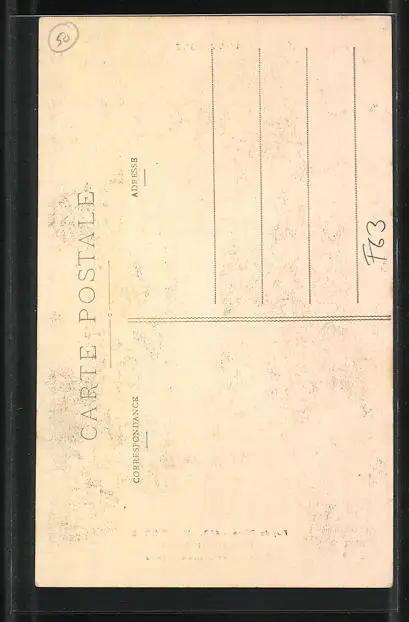 50
CARTE POSTALE
CORRESPONDANCE
ADRESSE
F63